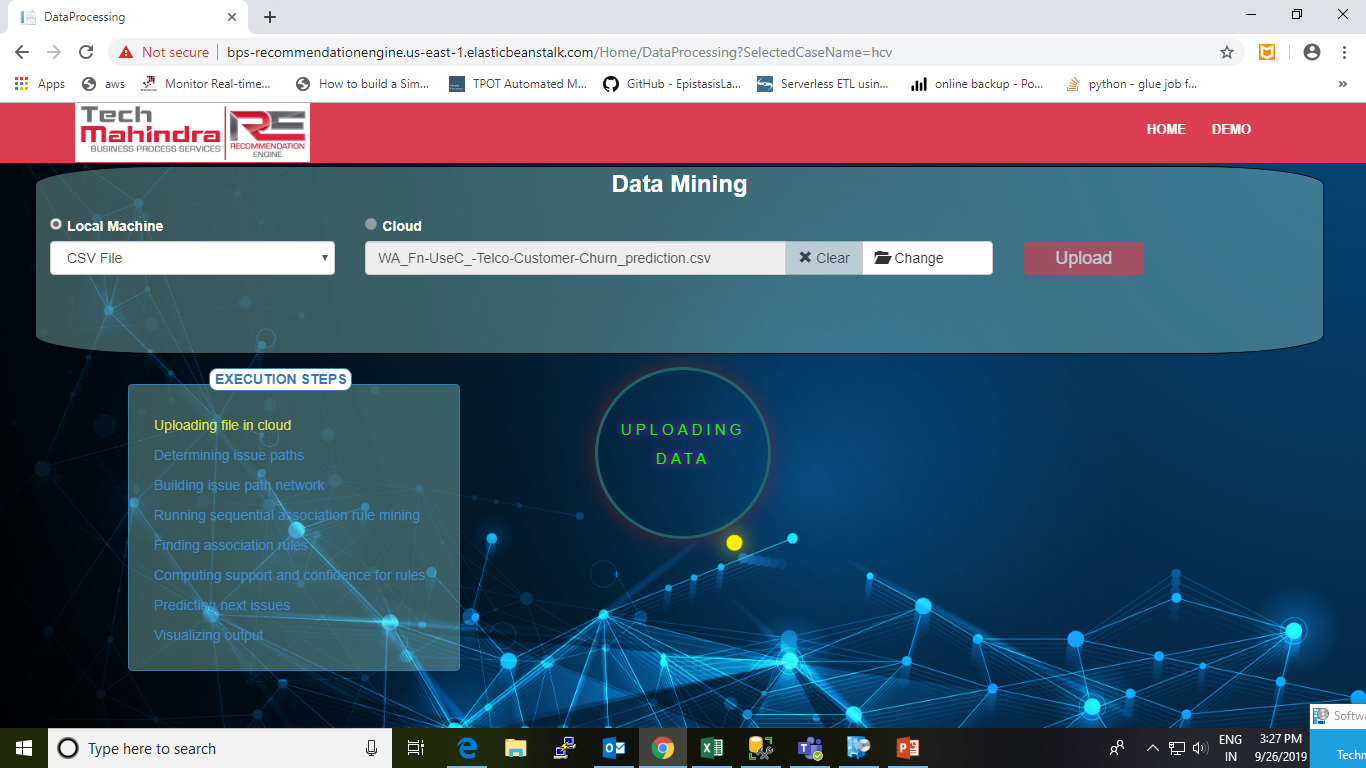 DataProcessing
Not secure
bps-recommendationengine.us-east-1.elasticbeanstalk.com/Home/DataProcessing?SelectedCaseName=hcv
Apps aws Monitor Real-time... How to build a Sim... TPOT Automated M... GitHub - EpistasisLa... Serverless ETL usin... online backup - Po... python - glue job f... »
Tech
Mahindra
BUSINESS PROCESS SERVICES
RE
RECOMMENDATION
ENGINE
HOME DEMO
Data Mining
Local Machine Cloud
CSV File WA_Fn-UseC_-Telco-Customer-Churn_prediction.csv Clear Change Upload
EXECUTION STEPS
Uploading file in cloud
Determining issue paths
Building issue path network
Running sequential association rule mining
Finding association rules
Computing support and confidence for rules
Predicting next issues
Visualizing output
UPLOADING
DATA
Softwa
Techn
Type here to search
ENG
IN
3:27 PM
9/26/2019